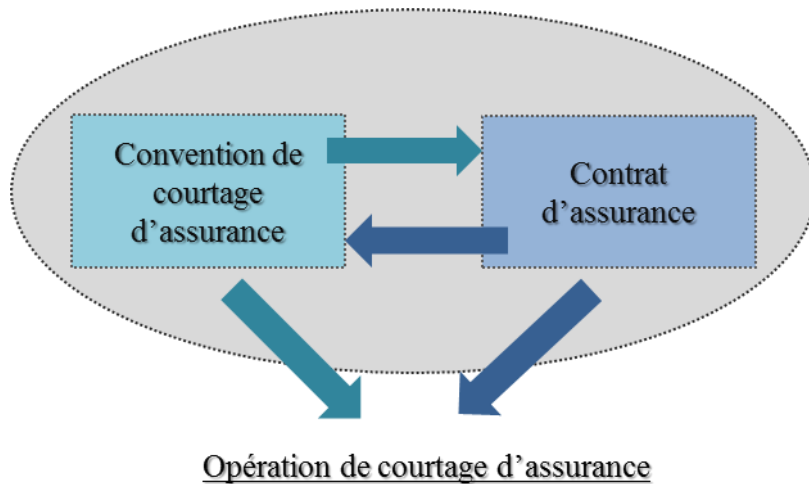 Convention de
courtage
d’assurance
Contrat
d’assurance
Opération de courtage d’assurance